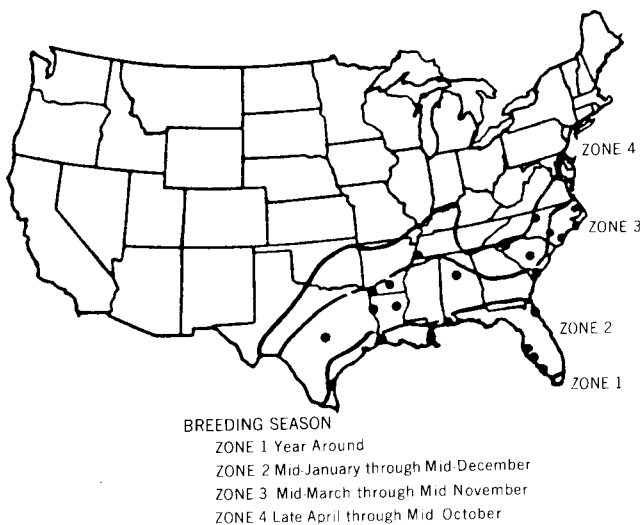 ZONE 4
ZONE 3
ZONE 2
ZONE 1
BREEDING SEASON
ZONE 1 Year Around
ZONE 2 Mid-January through Mid-December
ZONE 3 Mid-March through Mid November
ZONE 4 Late April through Mid October